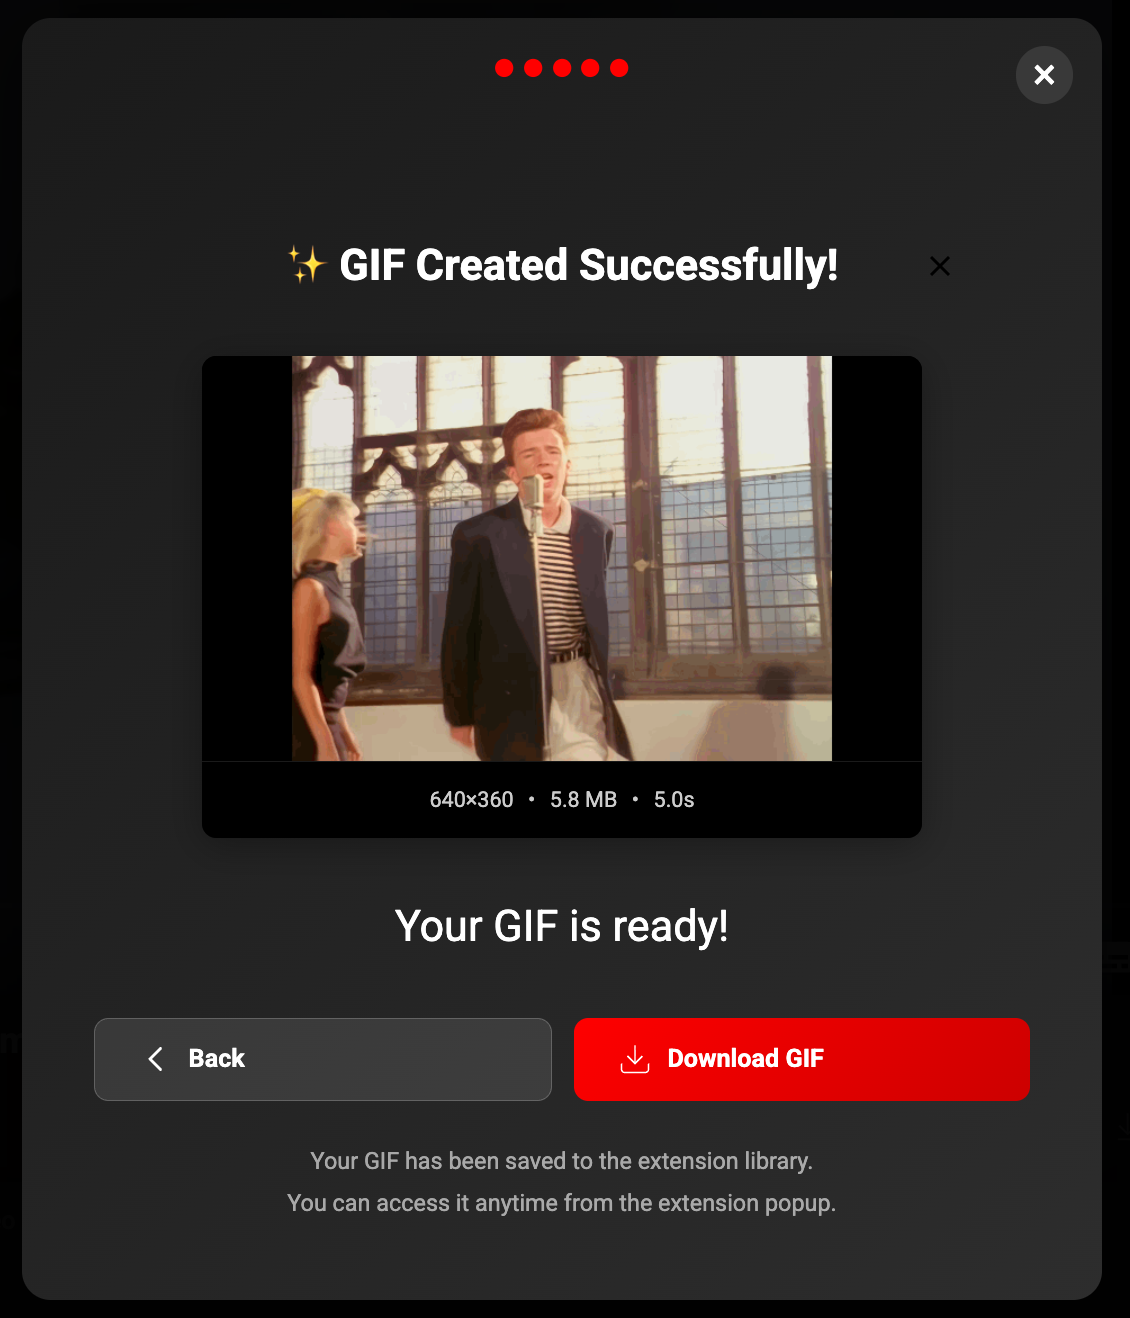 ✨ GIF Created Successfully!
640×360 • 5.8 MB • 5.0s
Your GIF is ready!
Back
Download GIF
Your GIF has been saved to the extension library.
You can access it anytime from the extension popup.